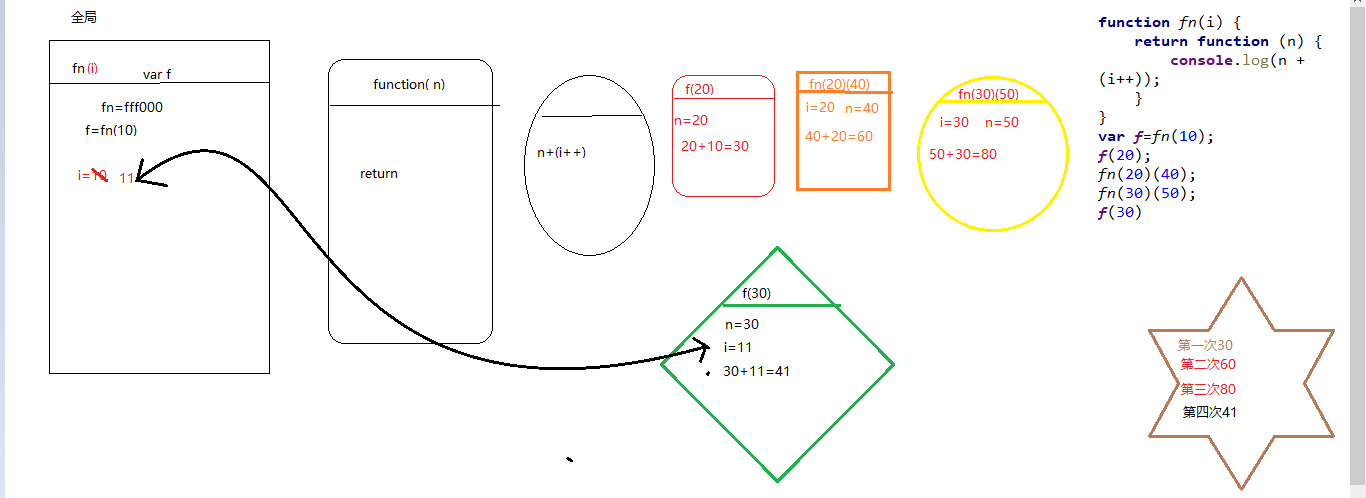 全局
fn(i)
var f
fn=fff000
f=fn(10)
i=10 11
function( n)
return
n+(i++)
f(20)
n=20
20+10=30
fn(20)(40)
i=20 n=40
40+20=60
fn(30)(50)
i=30 n=50
50+30=80
f(30)
n=30
i=11
30+11=41
function fn(i) {
return function (n) {
console.log(n +
(i++));
}
}
var f=fn(10);
f(20);
fn(20)(40);
fn(30)(50);
f(30)
第一次30
第二次60
第三次80
第四次41